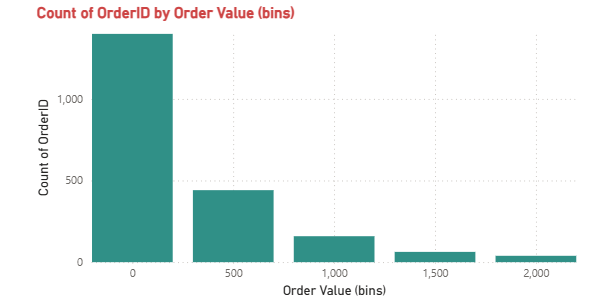 Count of OrderID by Order Value (bins)
Count of OrderID
1,000
500
0
0 500 1,000 1,500 2,000
Order Value (bins)